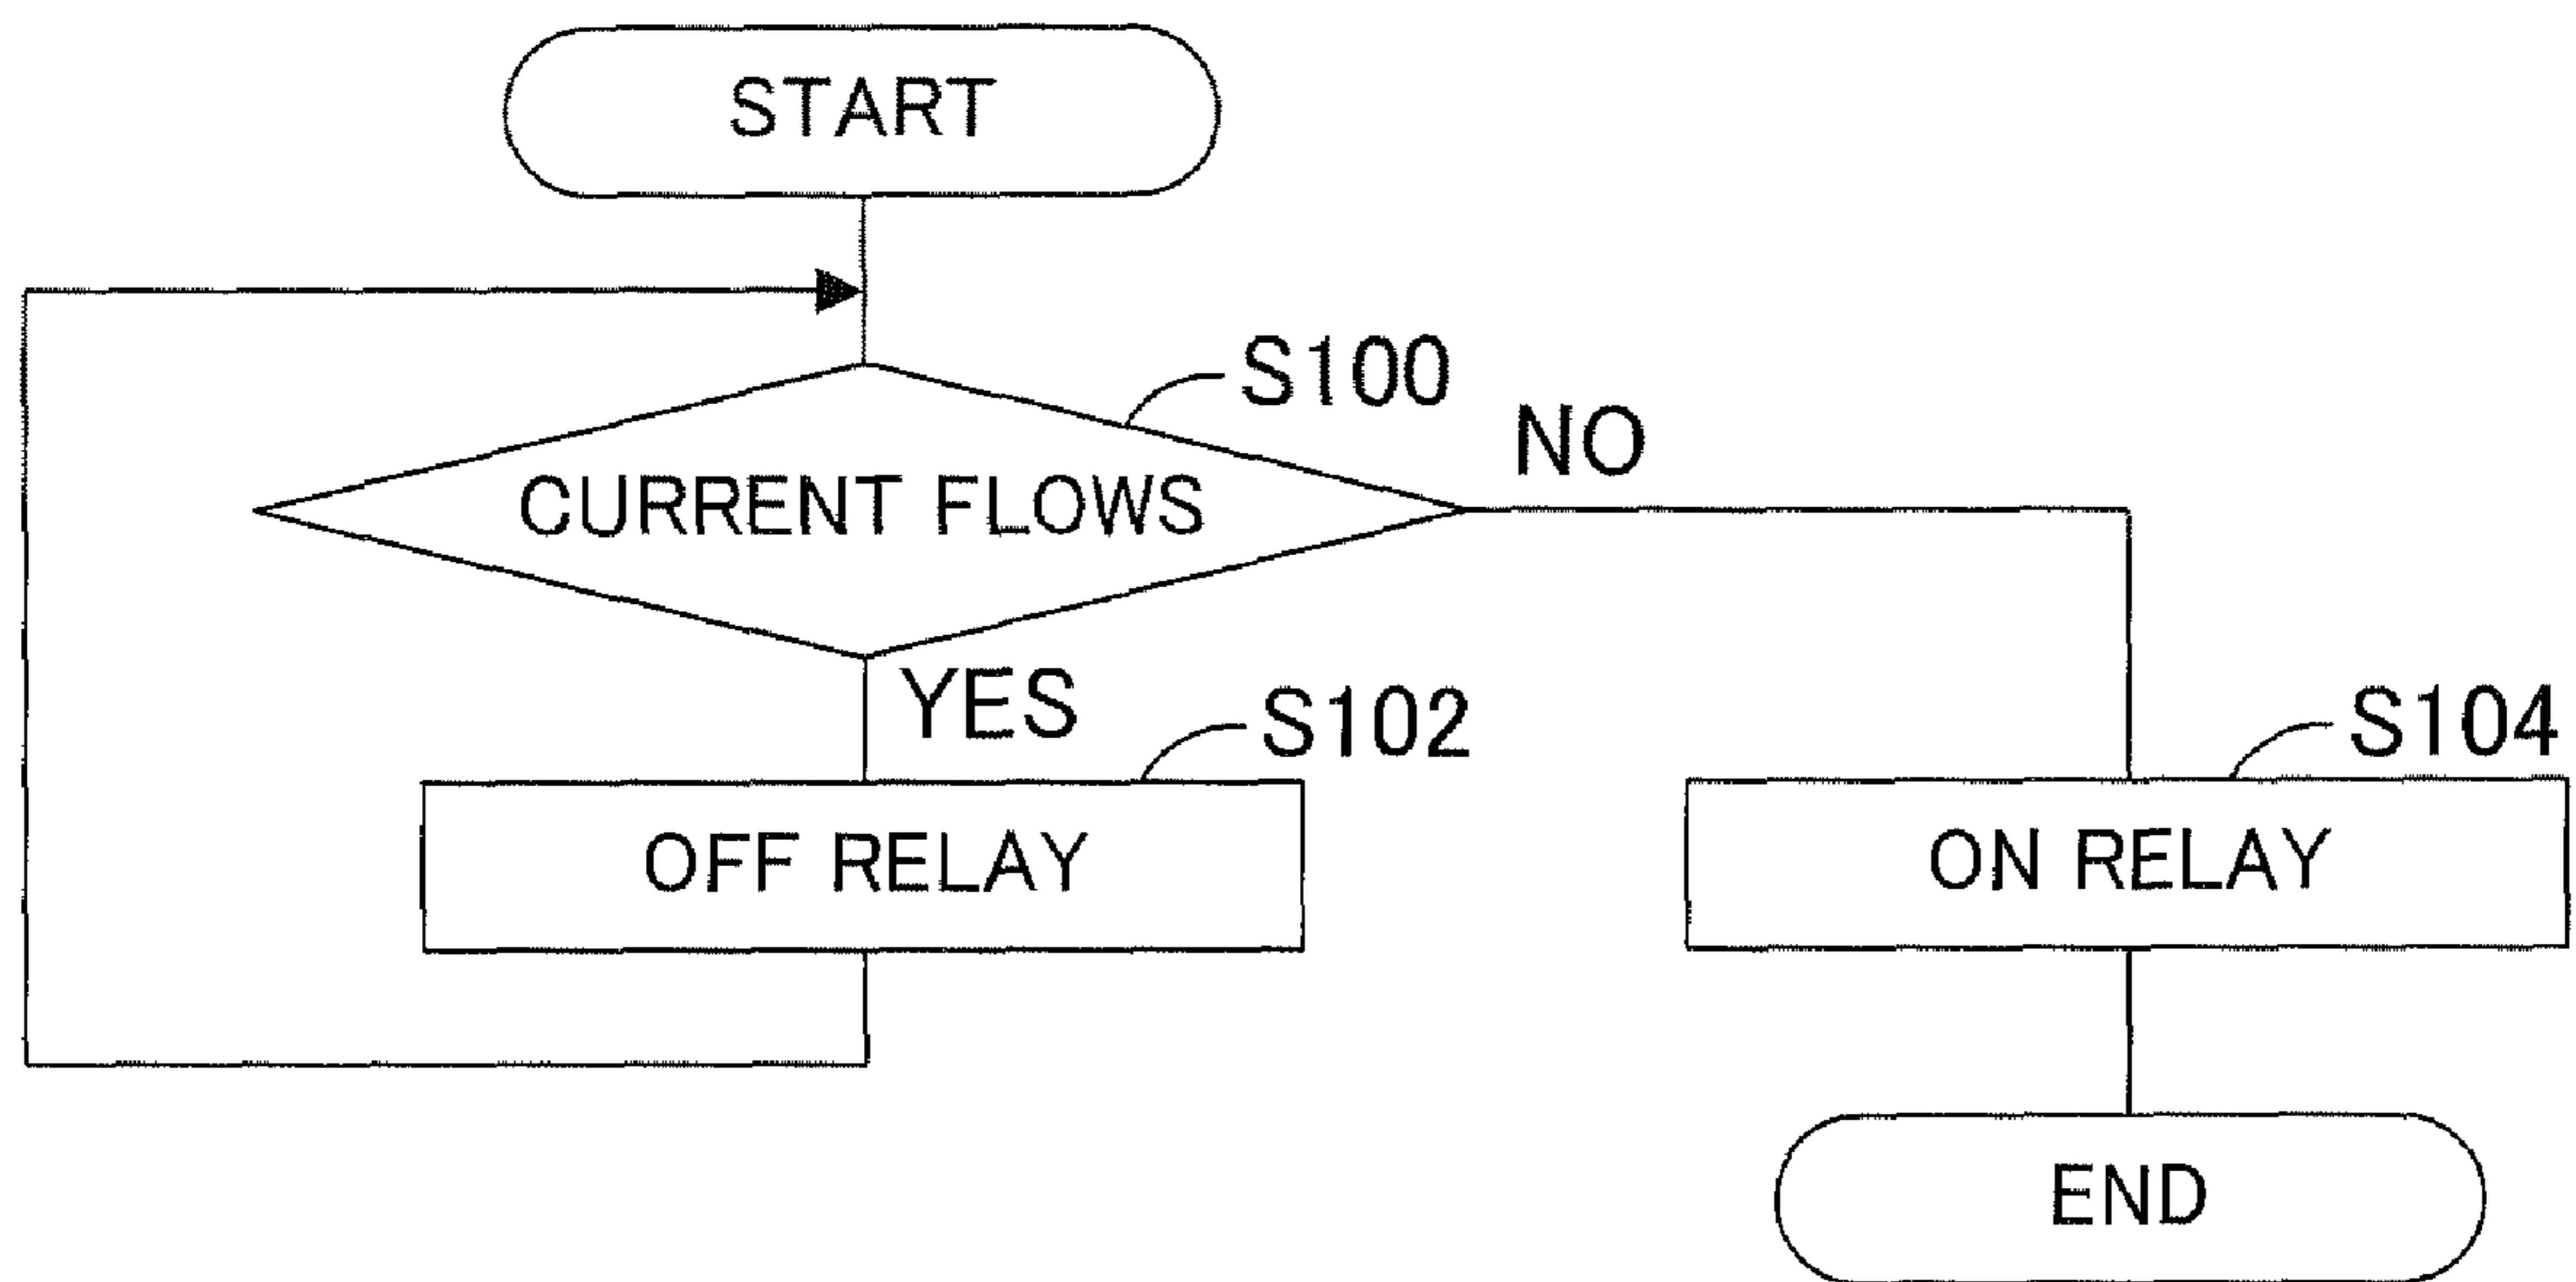 START
S100
NO
CURRENT FLOWS
YES
S102
S104
OFF RELAY
ON RELAY
END